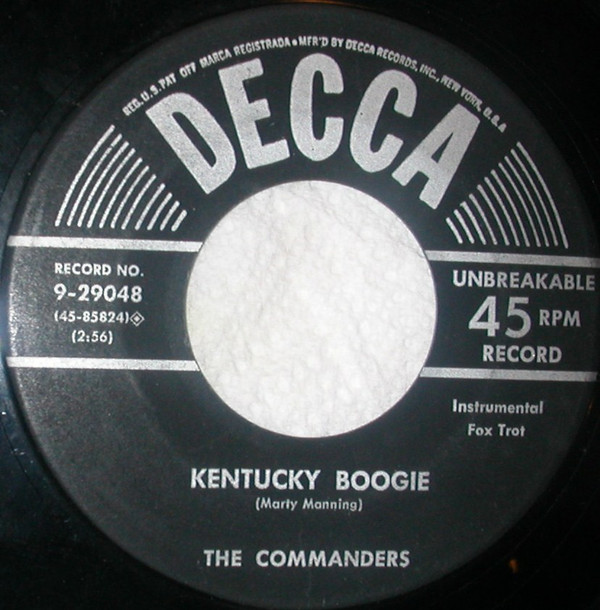 REG. U.S. PAT OFF MARCA REGISTRADA • MFR'D BY DECCA RECORDS, INC., NEW YORK, U.S.A
DECCA
RECORD NO.
9-29048
(45-85824)
(2:56)
UNBREAKABLE
45 RPM
RECORD
Instrumental
Fox Trot
KENTUCKY BOOGIE
(Marty Manning)
THE COMMANDERS